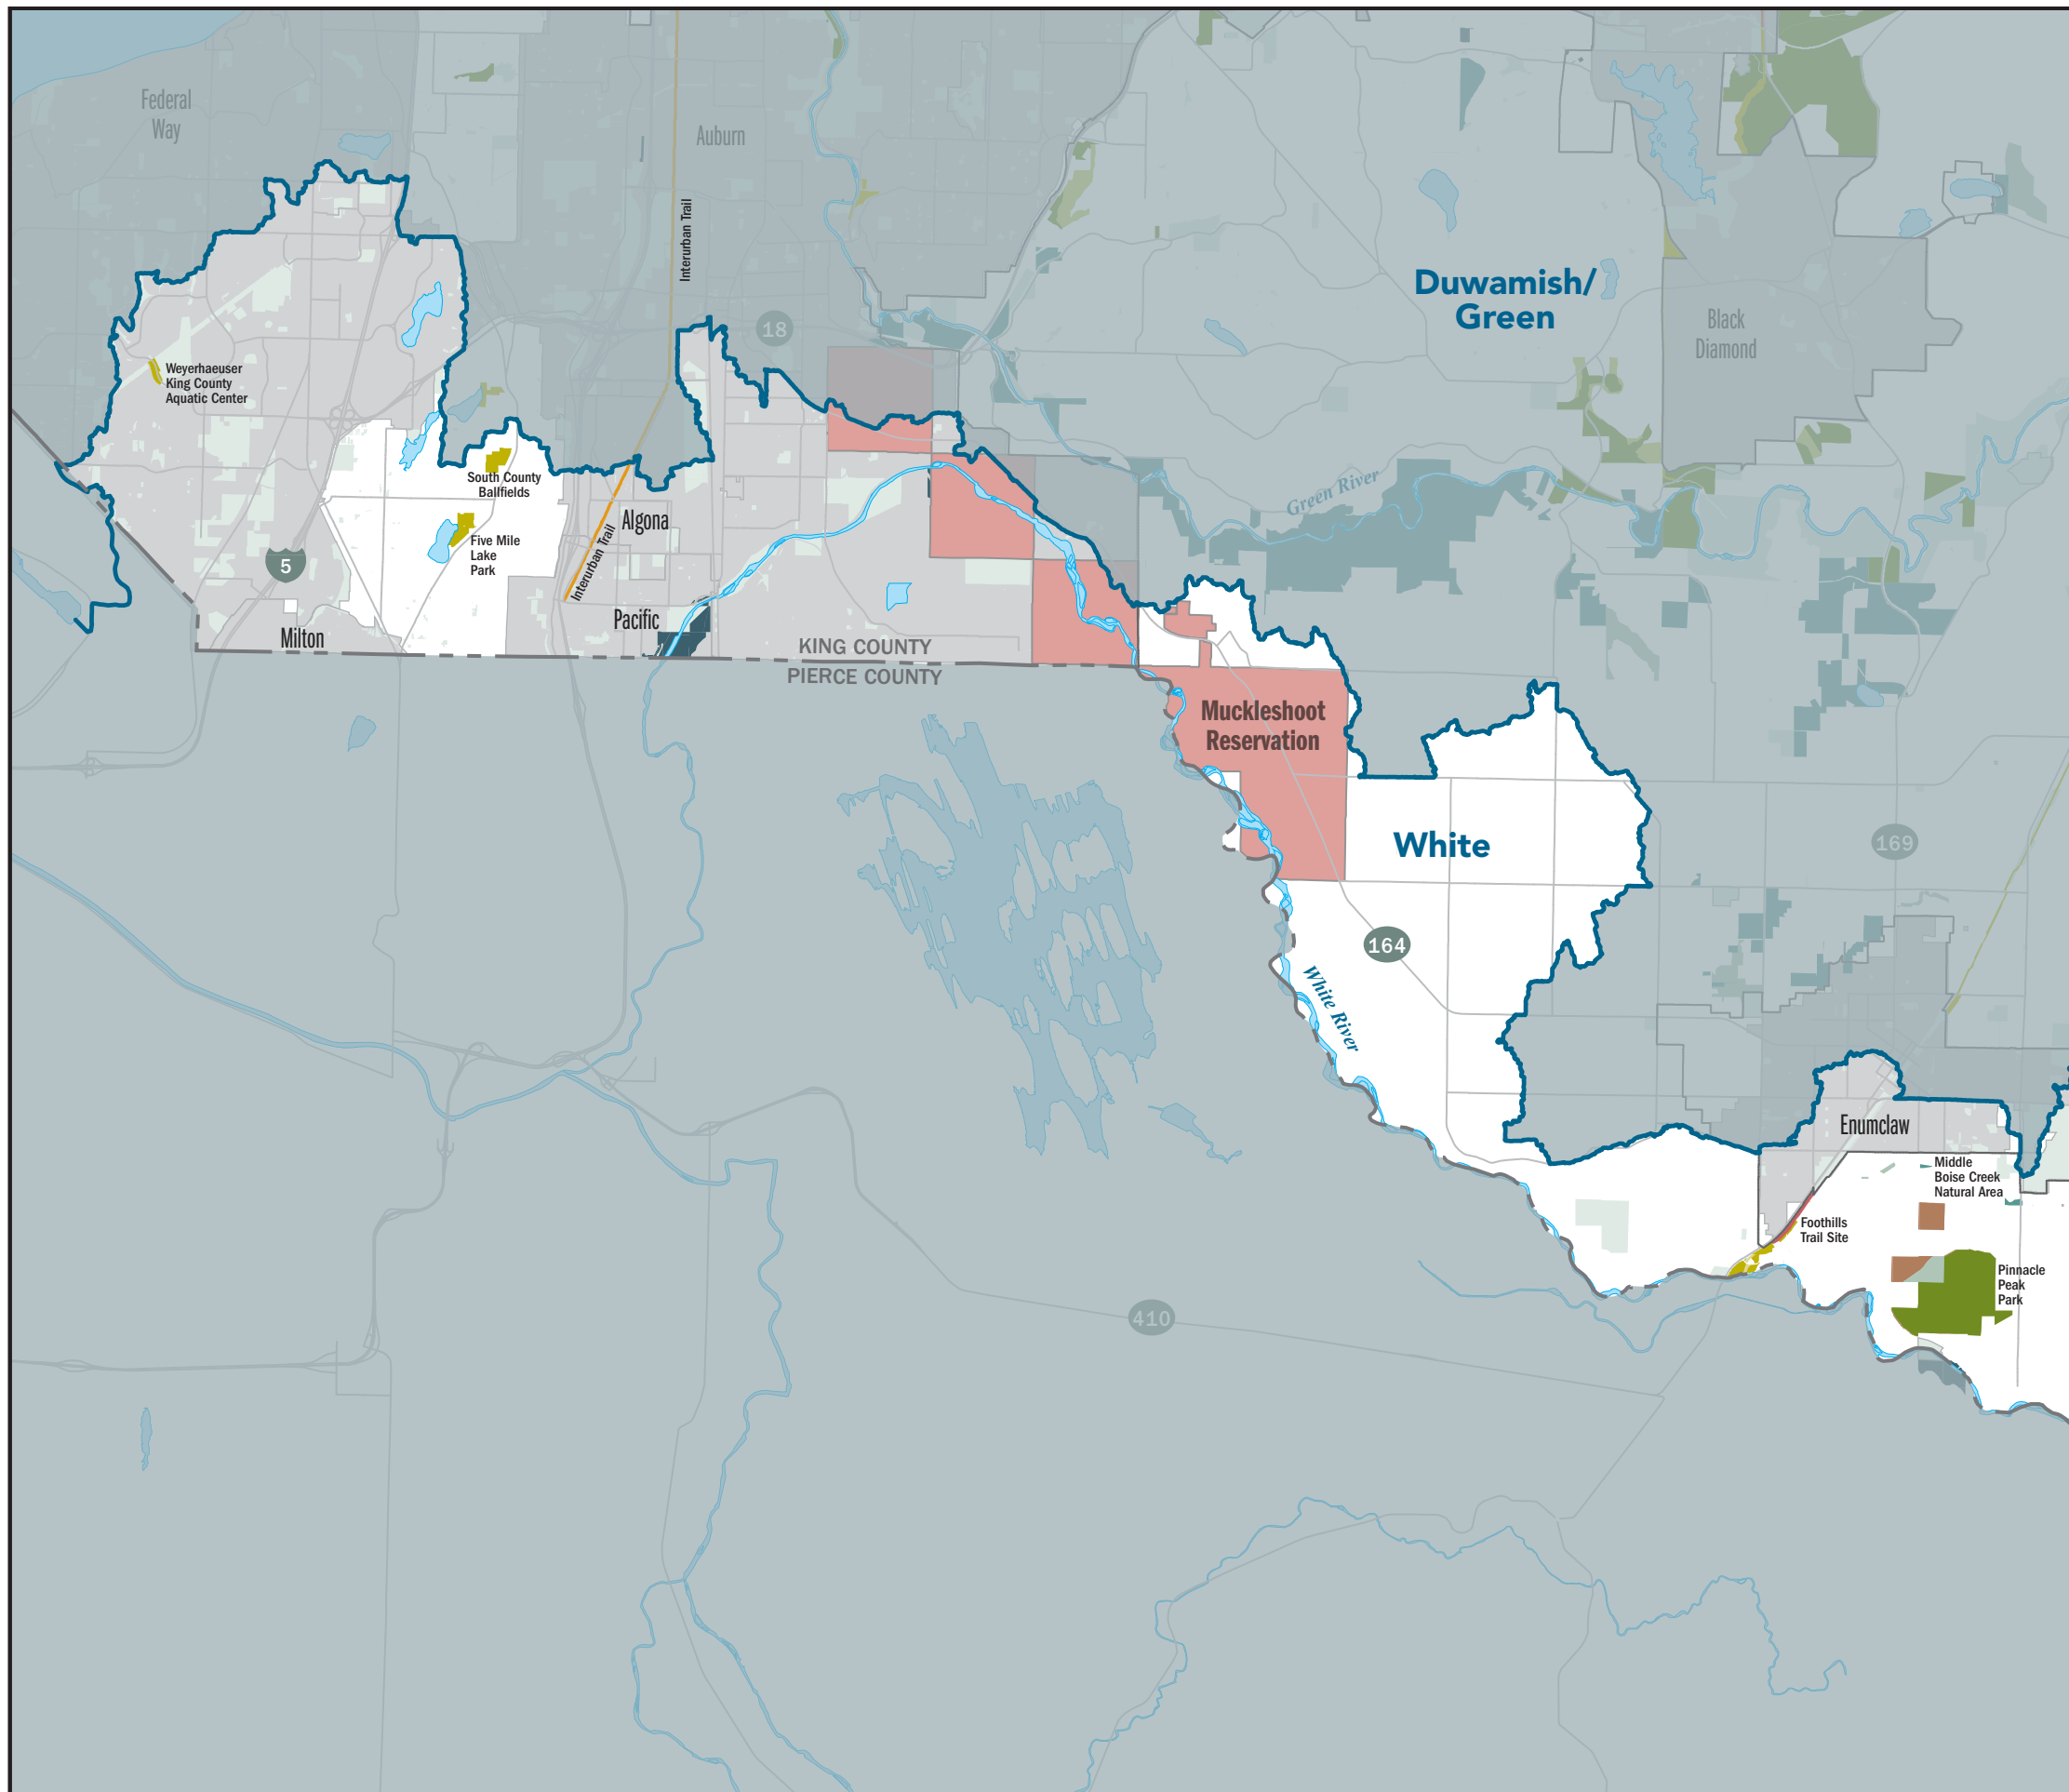 Federal
Way
Auburn
Interurban Trail
18
Duwamish/
Green
Black
Diamond
Weyerhaeuser
King County
Aquatic Center
South County
Ballfields
Green River
Algona
Five Mile
Lake
Park
5
Interurban Trail
Pacific
Milton
KING COUNTY
PIERCE COUNTY
Muckleshoot
Reservation
White
169
164
White River
Enumclaw
Middle
Boise Creek
Natural Area
Foothills
Trail Site
Pinnacle
Peak
Park
410